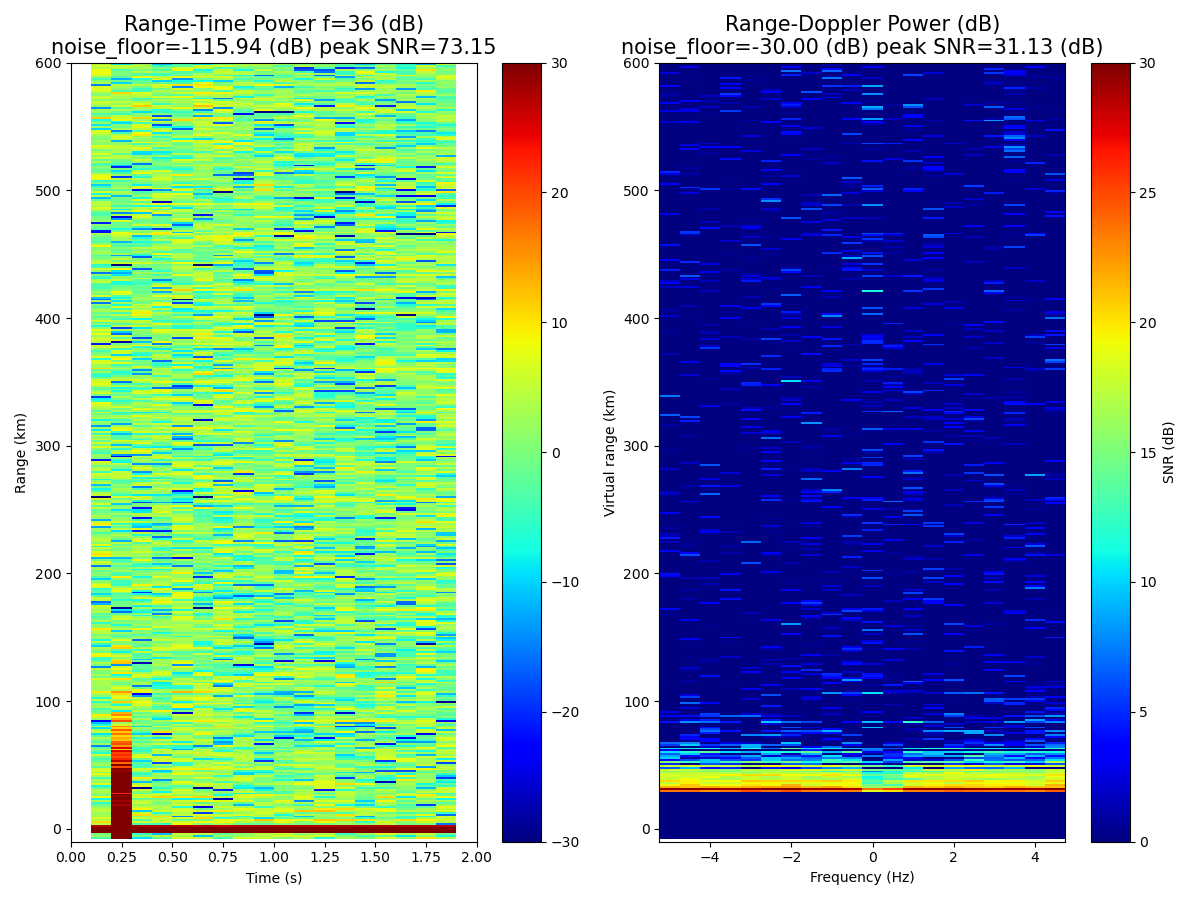 Range-Time Power f=36 (dB)
noise_floor=-115.94 (dB) peak SNR=73.15
Range-Doppler Power (dB)
noise_floor=-30.00 (dB) peak SNR=31.13 (dB)
600
500
400
300
200
100
0
Range (km)
0.00 0.25 0.50 0.75 1.00 1.25 1.50 1.75 2.00
Time (s)
30
20
10
0
−10
−20
−30
600
500
400
300
200
100
0
Virtual range (km)
−4 −2 0 2 4
Frequency (Hz)
30
25
20
15
10
5
0
SNR (dB)